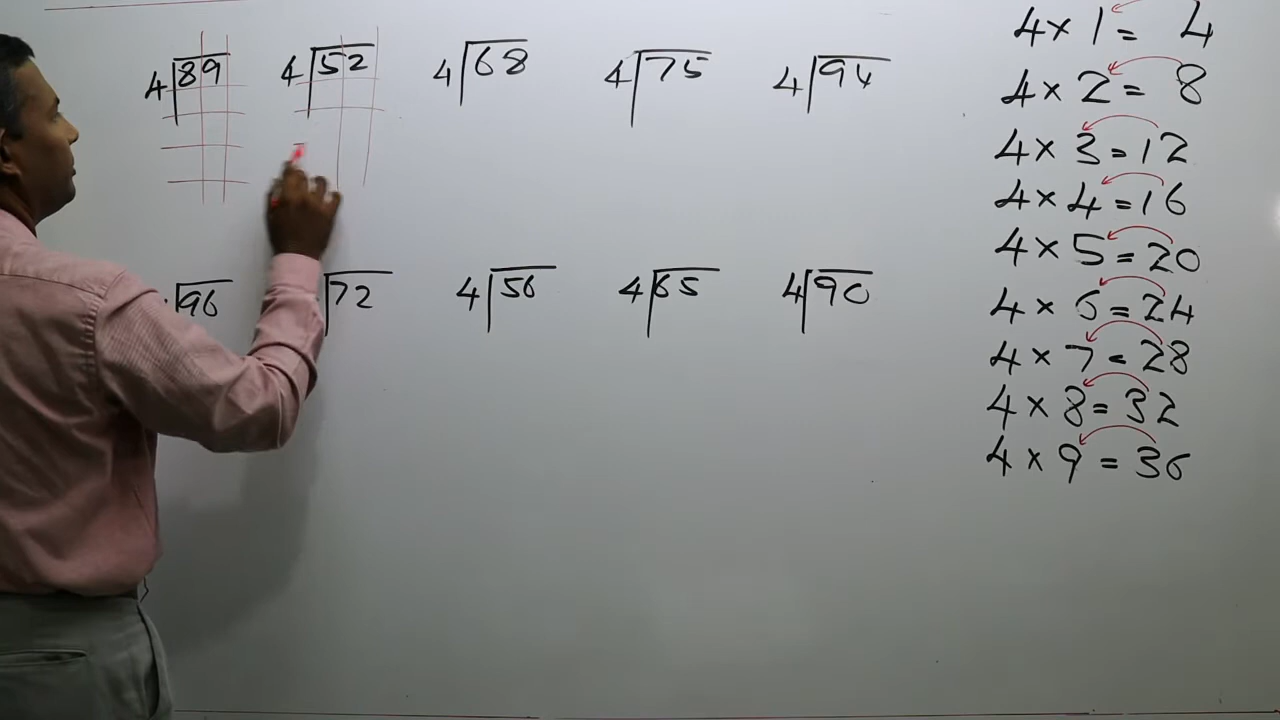 4 89
4 52
4 68
4 75
4 94
96
72
4 56
4 65
4 90
4 × 1 = 4
4 × 2 = 8
4 × 3 = 12
4 × 4 = 16
4 × 5 = 20
4 × 6 = 24
4 × 7 = 28
4 × 8 = 32
4 × 9 = 36